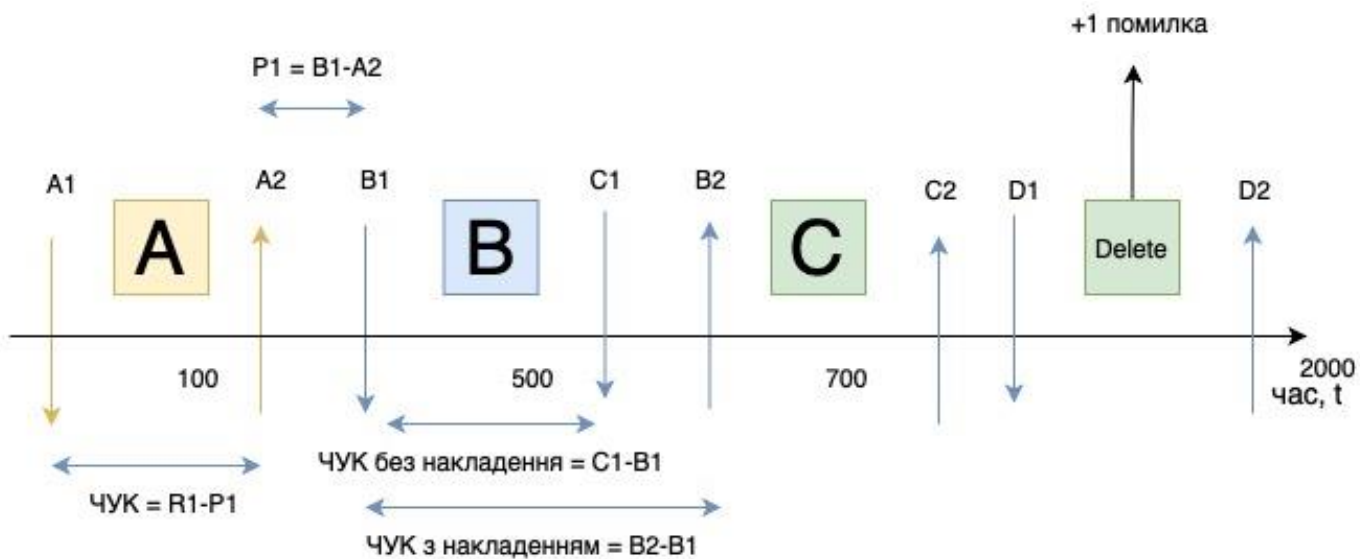 +1 помилка
P1 = B1-A2
A1
A2
B1
C1
B2
C2
D1
D2
A
B
C
Delete
100
500
700
2000
час, t
ЧУК без накладення = C1-B1
ЧУК = R1-P1
ЧУК з накладенням = B2-B1